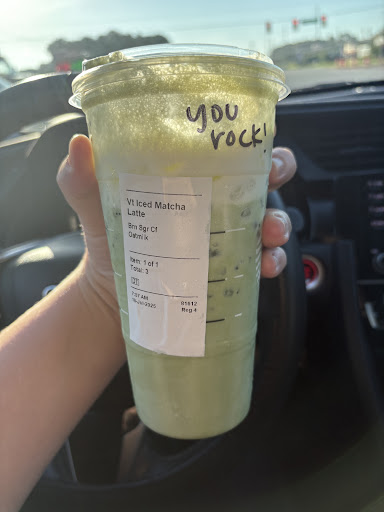 you
rock!
Vt Iced Matcha
Latte
Brn Sgr Cf
Oatmilk
Item: 1 of 1
Total: 3
Reg 4